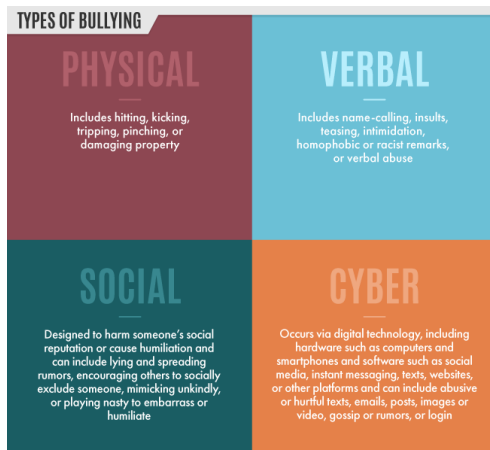 TYPES OF BULLYING
PHYSICAL
Includes hitting, kicking,
tripping, pinching, or
damaging property
VERBAL
Includes name-calling, insults,
teasing, intimidation,
homophobic or racist remarks,
or verbal abuse
SOCIAL
Designed to harm someone's social
reputation or cause humiliation and
can include lying and spreading
rumors, encouraging others to socially
exclude someone, mimicking unkindly,
or playing nasty to embarrass or
humiliate
CYBER
Occurs via digital technology, including
hardware such as computers and
smartphones and software such as social
media, instant messaging, texts, websites,
or other platforms and can include abusive
or hurtful texts, emails, posts, images or
video, gossip or rumors, or login